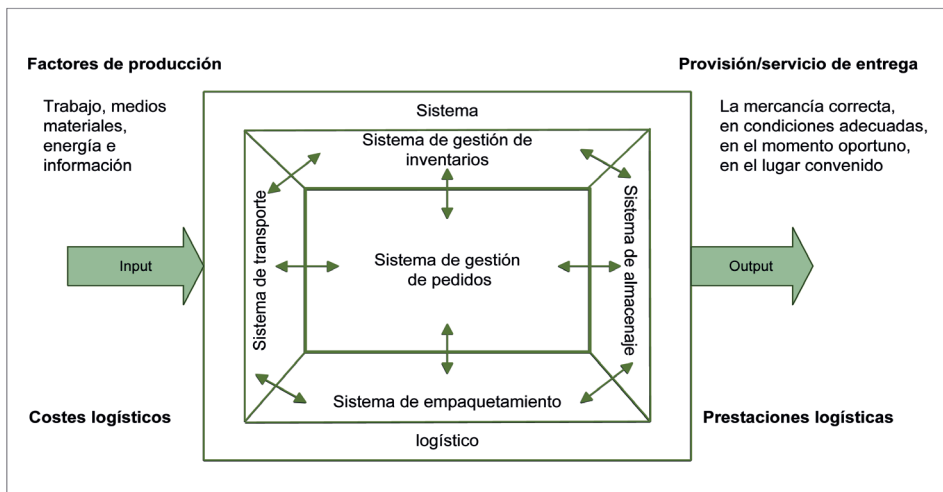 Factores de producción
Trabajo, medios
materiales,
energía e
información
Input
Costes logísticos
Sistema
Sistema de gestión de
inventarios
Sistema de transporte
Sistema de gestión
de pedidos
Sistema de almacenaje
Sistema de empaquetamiento
logístico
Provisión/servicio de entrega
La mercancía correcta,
en condiciones adecuadas,
en el momento oportuno,
en el lugar convenido
Output
Prestaciones logísticas